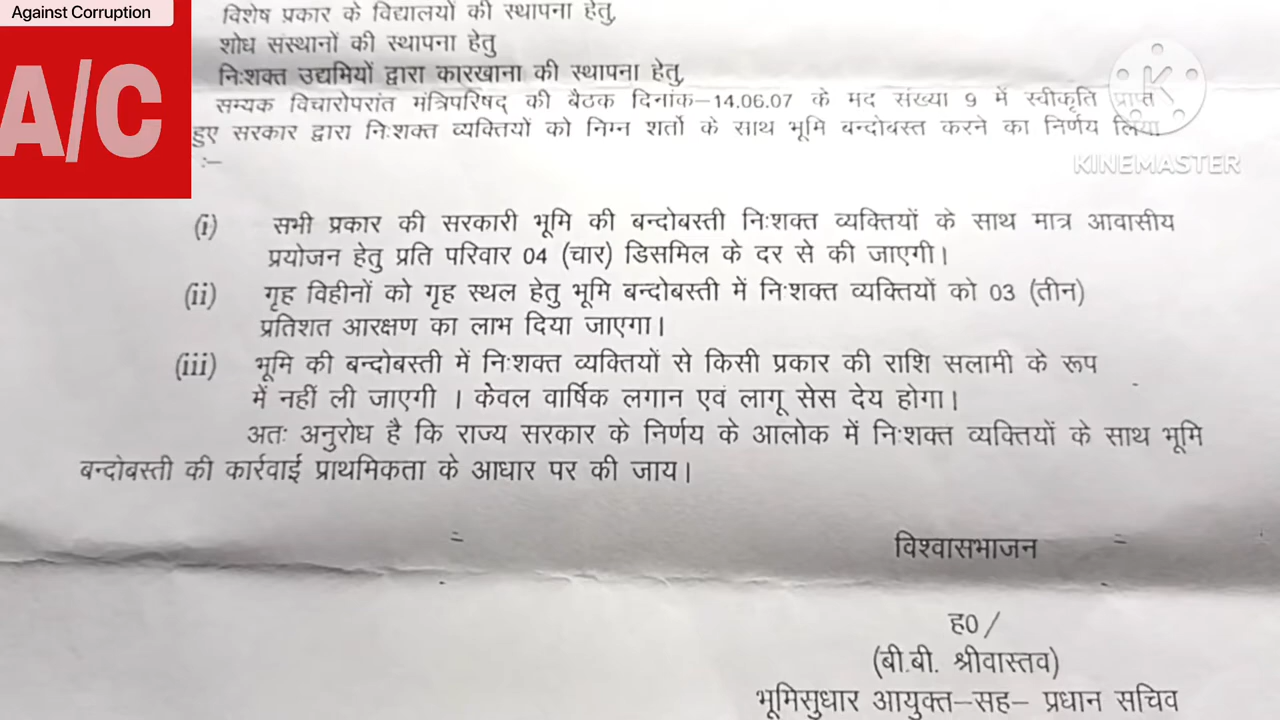 Against Corruption
A/C
विशेष प्रकार के विद्यालयों की स्थापना हेतु,
शोध संस्थानों की स्थापना हेतु
निःशक्त उद्यमियों द्वारा कारखाना की स्थापना हेतु,
सम्यक विचारोपरांत मंत्रिपरिषद् की बैठक दिनांक–14.06.07 के मद संख्या 9 में स्वीकृति प्राप्त
हुए सरकार द्वारा निःशक्त व्यक्तियों को निम्न शर्तो के साथ भूमि बन्दोबस्त करने का निर्णय लिया
:–
KINEMASTER
(i) सभी प्रकार की सरकारी भूमि की बन्दोबस्ती निःशक्त व्यक्तियों के साथ मात्र आवासीय
प्रयोजन हेतु प्रति परिवार 04 (चार) डिसमिल के दर से की जाएगी।
(ii) गृह विहीनों को गृह स्थल हेतु भूमि बन्दोबस्ती में निःशक्त व्यक्तियों को 03 (तीन)
प्रतिशत आरक्षण का लाभ दिया जाएगा।
(iii) भूमि की बन्दोबस्ती में निःशक्त व्यक्तियों से किसी प्रकार की राशि सलामी के रूप
में नहीं ली जाएगी । केवल वार्षिक लगान एवं लागू सेस देय होगा।
अतः अनुरोध है कि राज्य सरकार के निर्णय के आलोक में निःशक्त व्यक्तियों के साथ भूमि
बन्दोबस्ती की कार्रवाई प्राथमिकता के आधार पर की जाय।
विश्वासभाजन
ह0/
(बी.बी. श्रीवास्तव)
भूमिसुधार आयुक्त–सह– प्रधान सचिव